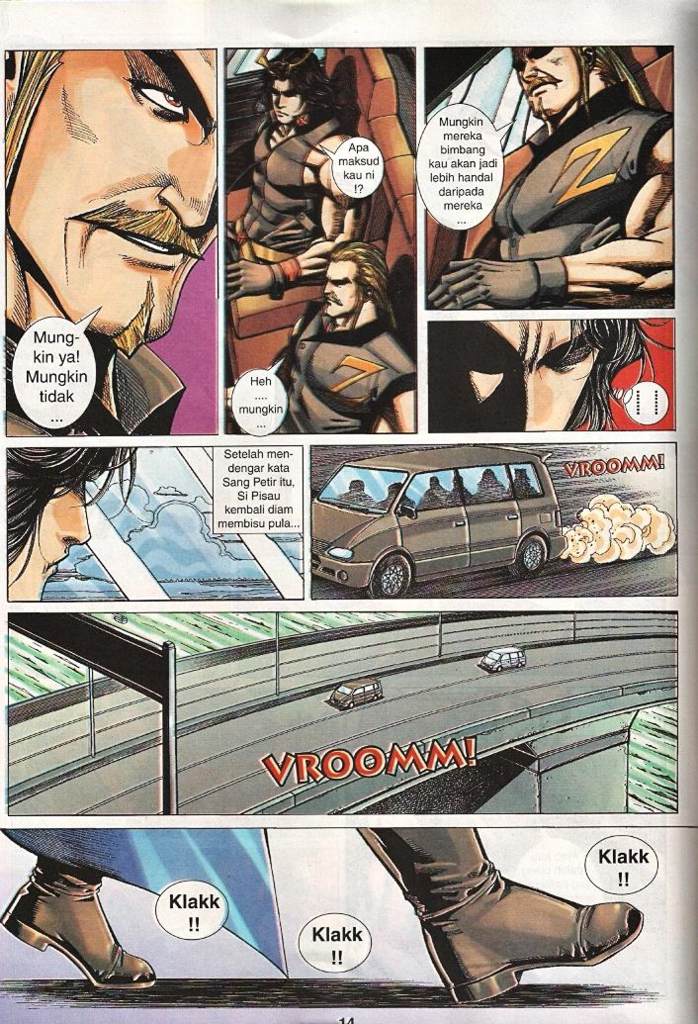 Mung-
kin ya!
Mungkin
tidak
...
Apa
maksud
kau ni
!?
Heh
....
mungkin
...
Z
Mungkin
mereka
bimbang
kau akan jadi
lebih handal
daripada
mereka
...
Z
!!
Setelah men-
dengar kata
Sang Petir itu,
Si Pisau
kembali diam
membisu pula...
VROOMM!
VROOMM!
Klakk
!!
Klakk
!!
Klakk
!!
14